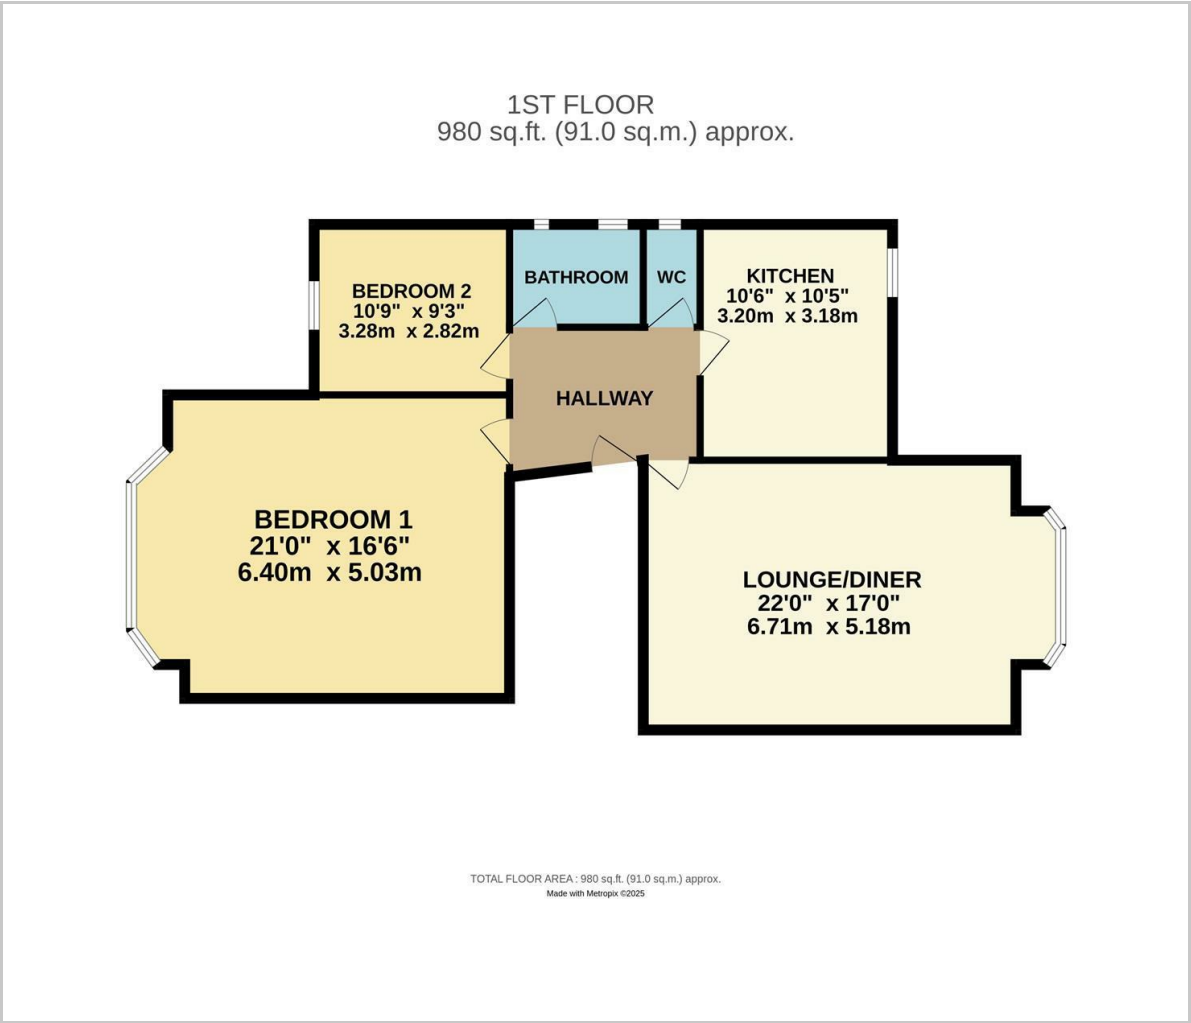 1ST FLOOR
980 sq.ft. (91.0 sq.m.) approx.
BEDROOM 2
10'9" x 9'3"
3.28m x 2.82m
BATHROOM
WC
KITCHEN
10'6" x 10'5"
3.20m x 3.18m
HALLWAY
BEDROOM 1
21'0" x 16'6"
6.40m x 5.03m
LOUNGE/DINER
22'0" x 17'0"
6.71m x 5.18m
TOTAL FLOOR AREA : 980 sq.ft. (91.0 sq.m.) approx.
Made with Metropix ©2025